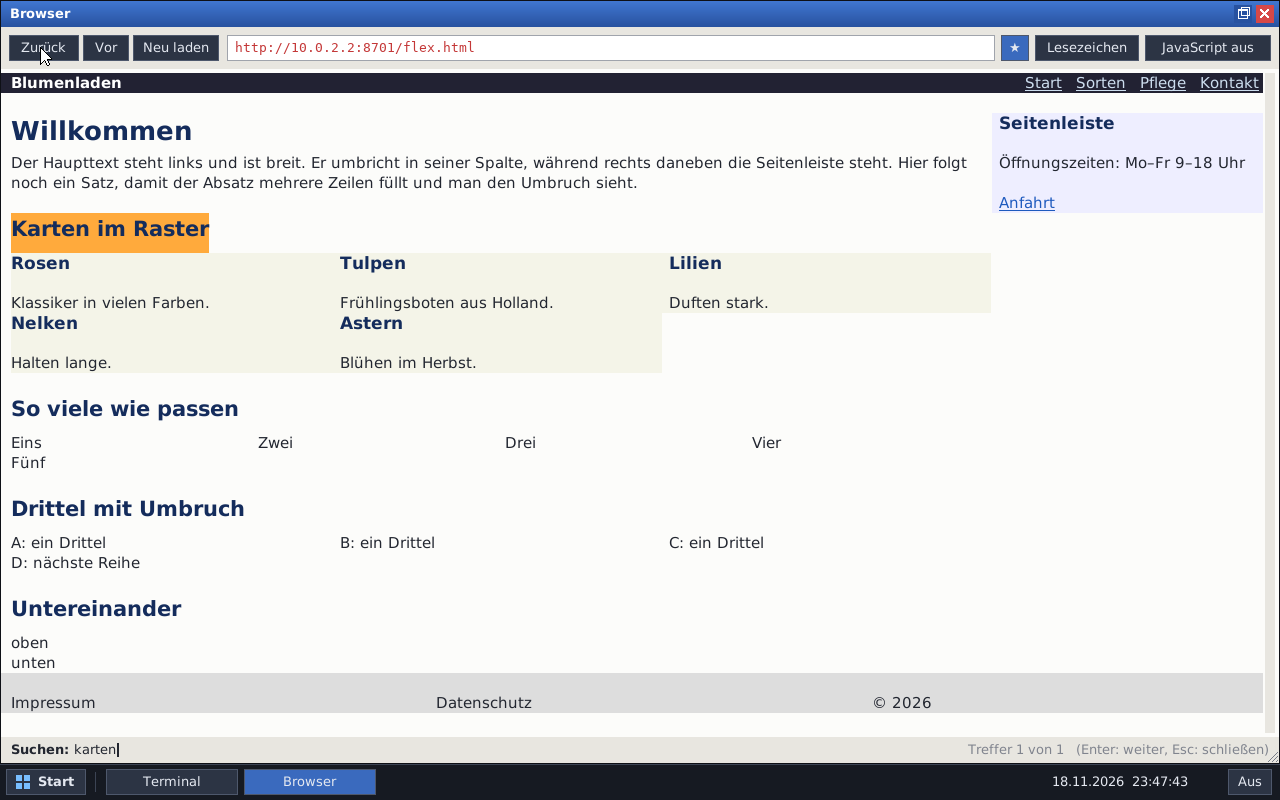 Browser
Zurück Vor Neu laden http://10.0.2.2:8701/flex.html ★ Lesezeichen JavaScript aus
Blumenladen Start Sorten Pflege Kontakt
Willkommen
Der Haupttext steht links und ist breit. Er umbricht in seiner Spalte, während rechts daneben die Seitenleiste steht. Hier folgt
noch ein Satz, damit der Absatz mehrere Zeilen füllt und man den Umbruch sieht.
Seitenleiste
Öffnungszeiten: Mo–Fr 9–18 Uhr
Anfahrt
Karten im Raster
Rosen Tulpen Lilien
Klassiker in vielen Farben. Frühlingsboten aus Holland. Duften stark.
Nelken Astern
Halten lange. Blühen im Herbst.
So viele wie passen
Eins Zwei Drei Vier
Fünf
Drittel mit Umbruch
A: ein Drittel B: ein Drittel C: ein Drittel
D: nächste Reihe
Untereinander
oben
unten
Impressum Datenschutz © 2026
Suchen: karten Treffer 1 von 1 (Enter: weiter, Esc: schließen)
Start Terminal Browser 18.11.2026 23:47:43 Aus